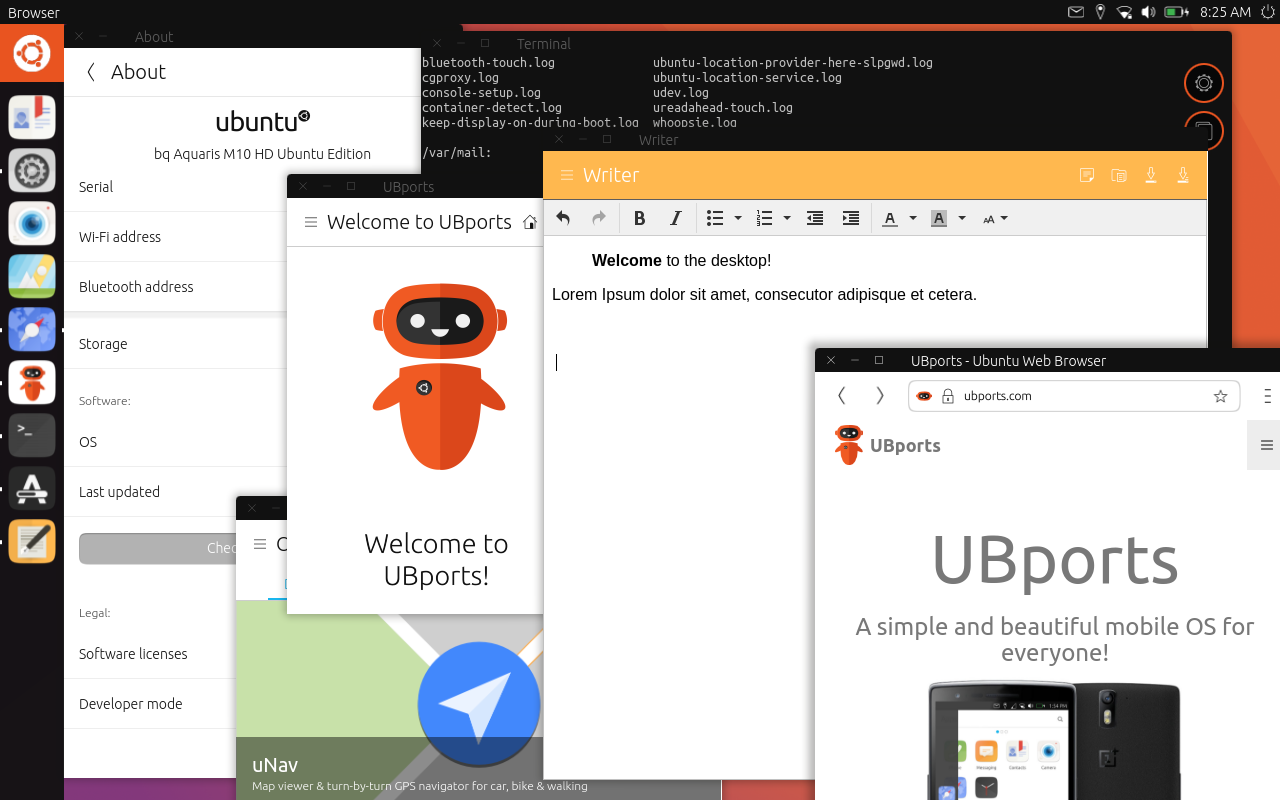 Browser
8:25 AM
About
About
ubuntu
bq Aquaris M10 HD Ubuntu Edition
Serial
Wi-Fi address
Bluetooth address
Storage
Software:
OS
Last updated
Chec
Legal:
Software licenses
Developer mode
Terminal
bluetooth-touch.log ubuntu-location-provider-here-slpgwd.log
cgproxy.log ubuntu-location-service.log
console-setup.log udev.log
container-detect.log ureadahead-touch.log
keep-display-on-during-boot.log whoopsie.log
/var/mail:
UBports
Welcome to UBports
Welcome to
UBports!
uNav
Map viewer & turn-by-turn GPS navigator for car, bike & walking
Writer
Writer
Welcome to the desktop!
Lorem Ipsum dolor sit amet, consecutor adipisque et cetera.
UBports - Ubuntu Web Browser
ubports.com
UBports
UBports
A simple and beautiful mobile OS for
everyone!
1:34 PM
Messaging Contacts Camera